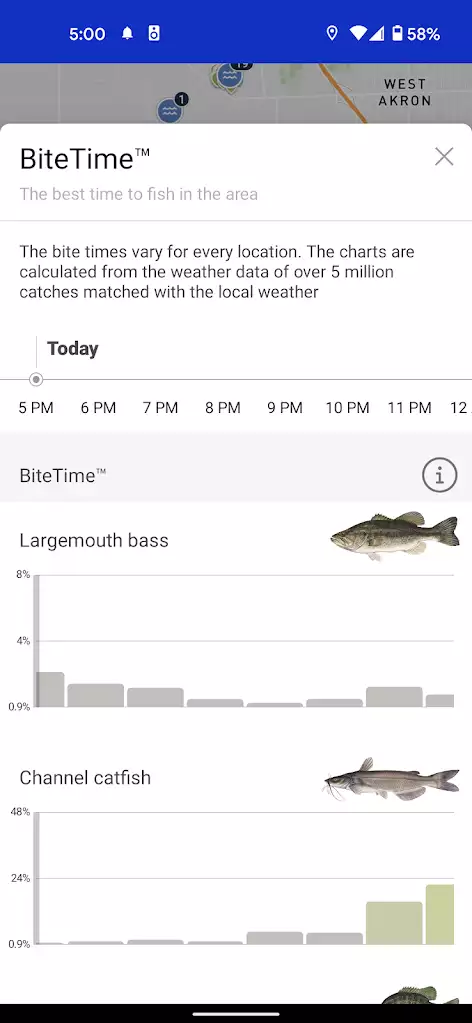 5:00 58%
19
1
WEST
AKRON
BiteTime™
The best time to fish in the area
The bite times vary for every location. The charts are
calculated from the weather data of over 5 million
catches matched with the local weather
Today
5 PM 6 PM 7 PM 8 PM 9 PM 10 PM 11 PM 12
BiteTime™
Largemouth bass
8%
4%
0.9%
Channel catfish
48%
24%
0.9%